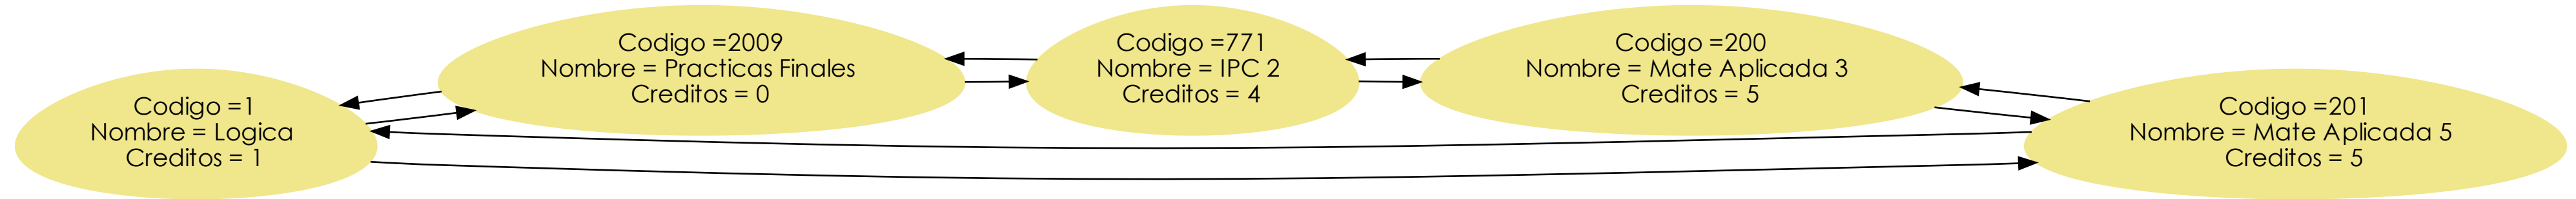 Codigo =1
Nombre = Logica
Creditos = 1
Codigo =2009
Nombre = Practicas Finales
Creditos = 0
Codigo =771
Nombre = IPC 2
Creditos = 4
Codigo =200
Nombre = Mate Aplicada 3
Creditos = 5
Codigo =201
Nombre = Mate Aplicada 5
Creditos = 5